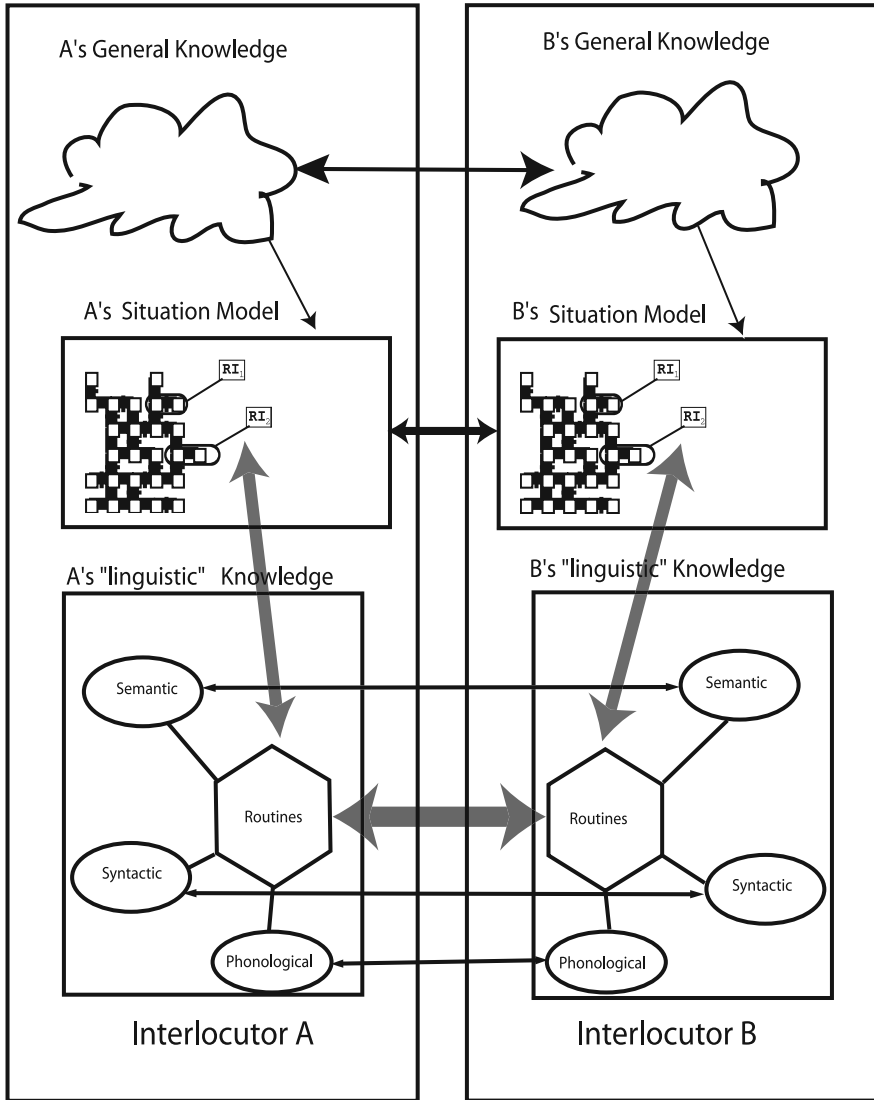 A's General Knowledge
B's General Knowledge
A's Situation Model
B's Situation Model
RI1
RI2
RI1
RI2
A's "linguistic" Knowledge
B's "linguistic" Knowledge
Semantic
Semantic
Routines
Routines
Syntactic
Syntactic
Phonological
Phonological
Interlocutor A
Interlocutor B